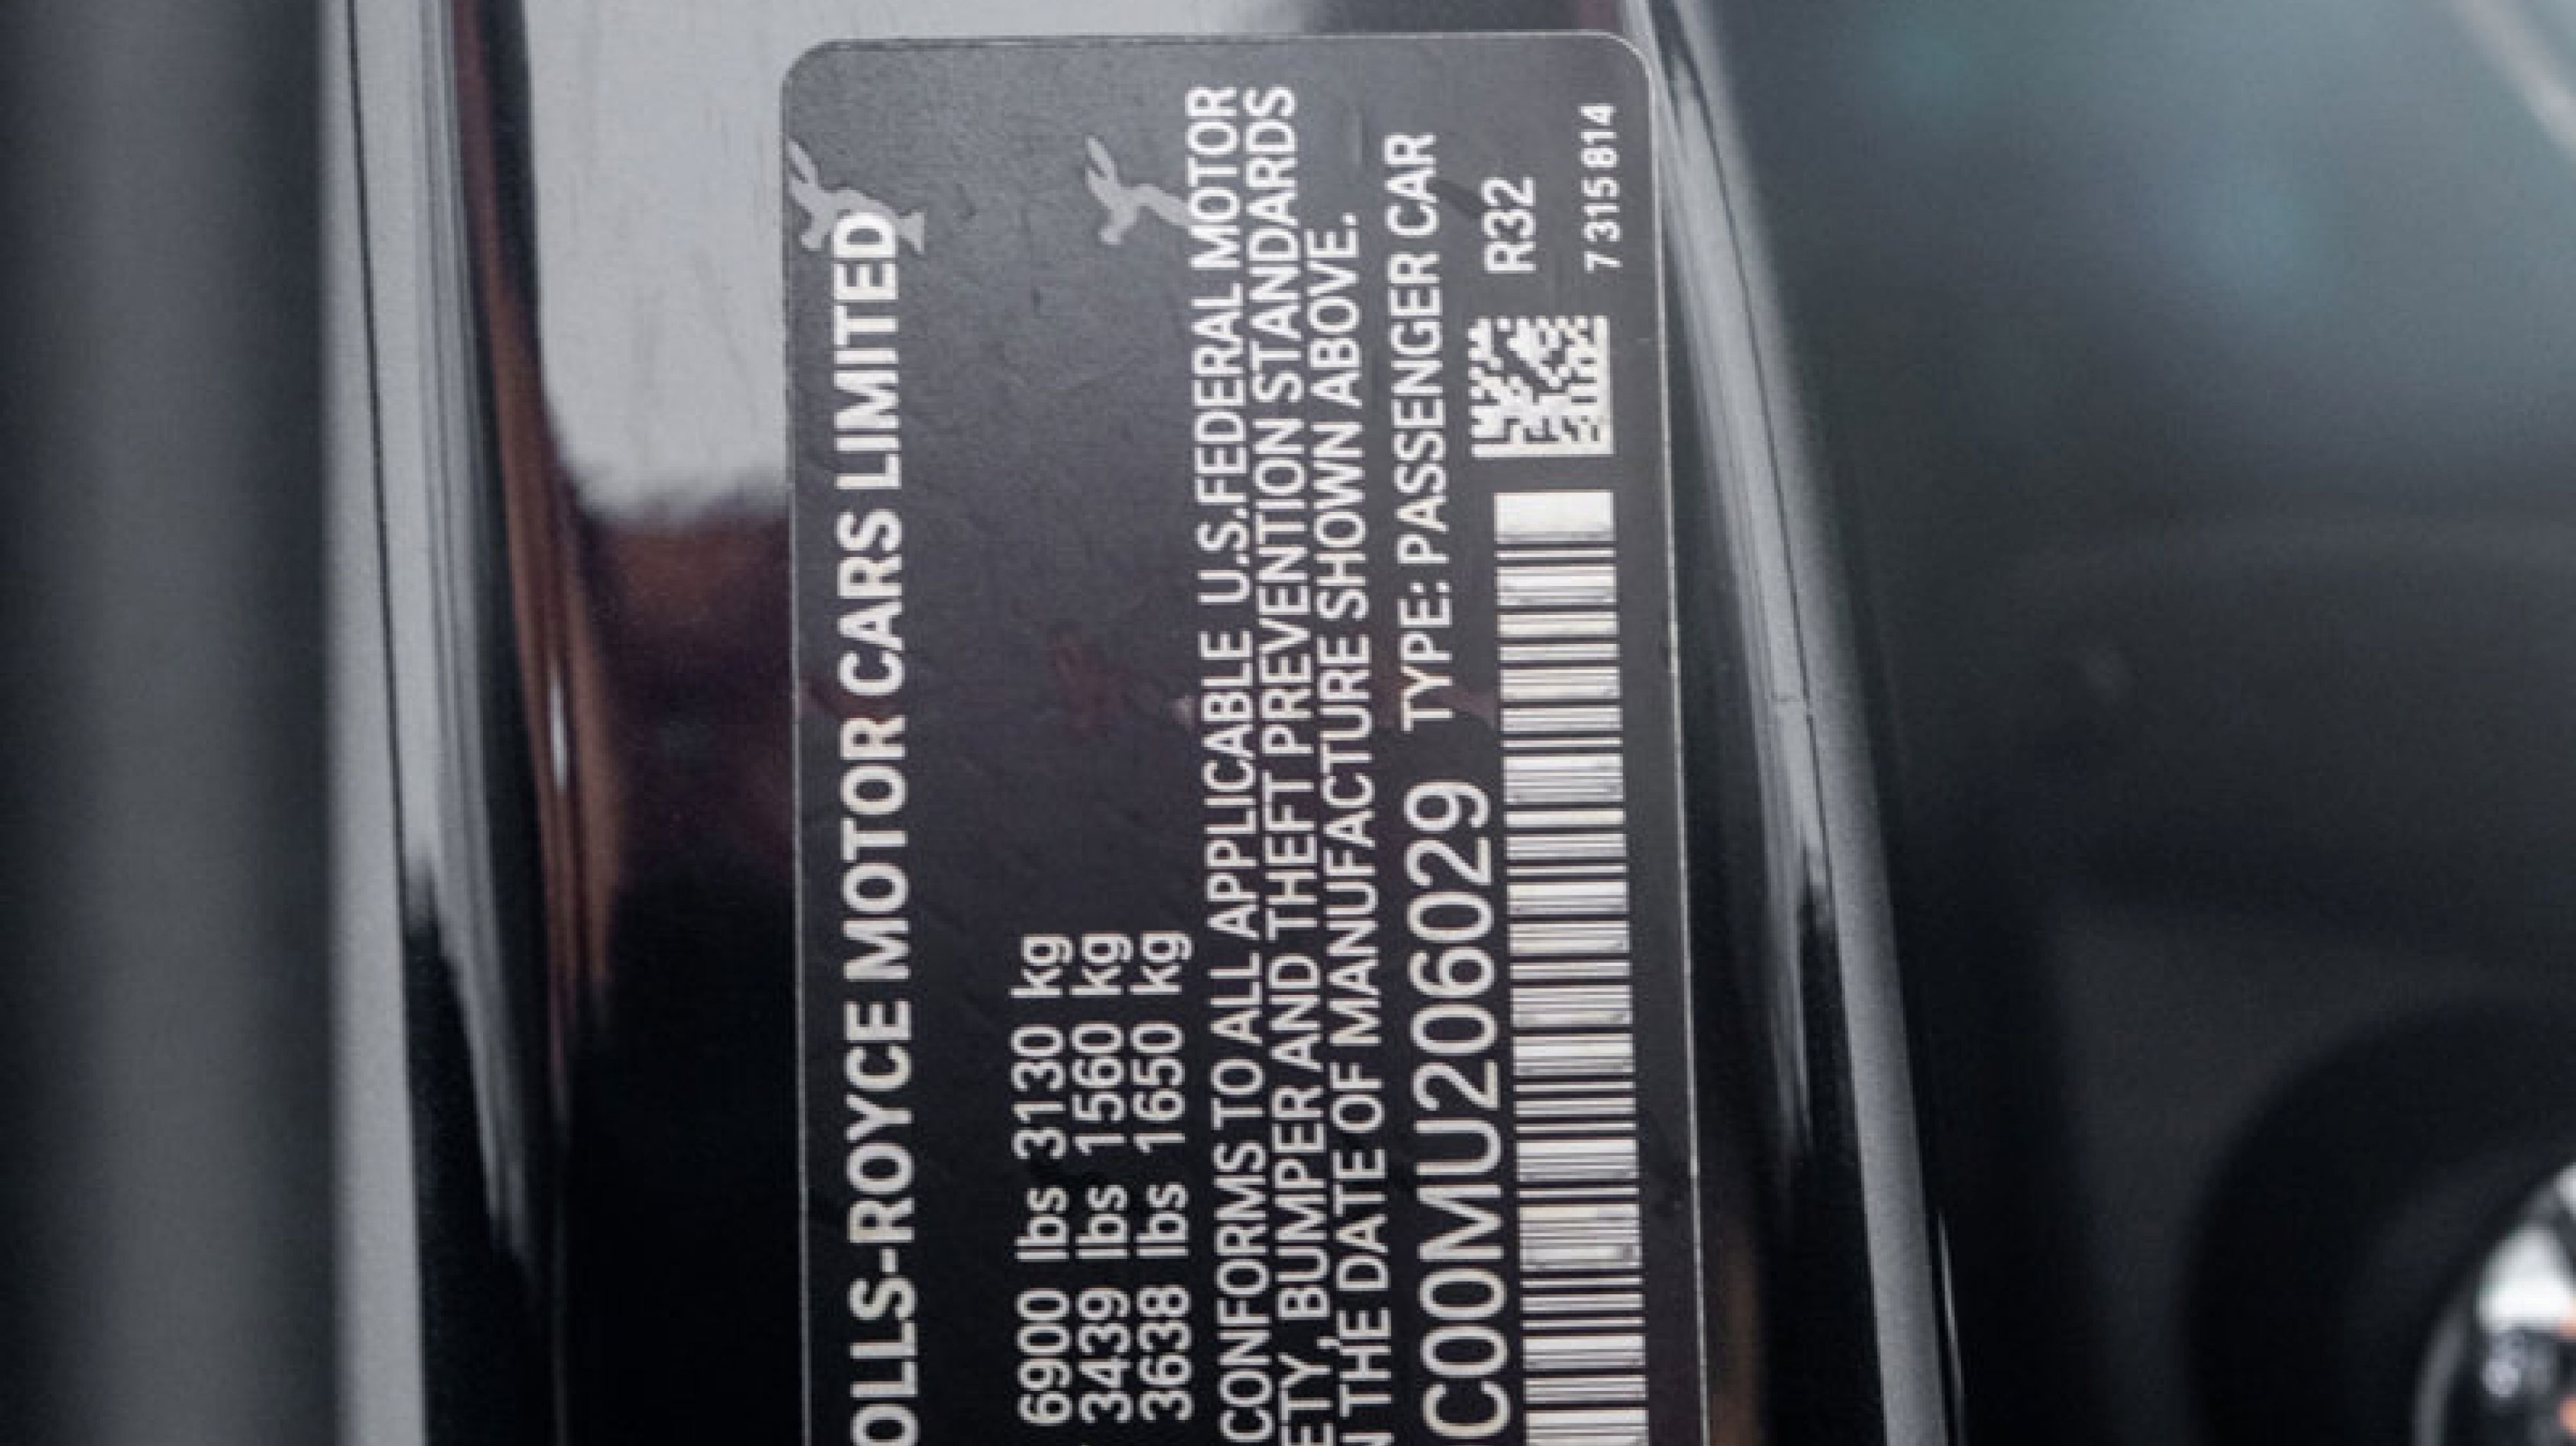 OLLS-ROYCE MOTOR CARS LIMITED
6900 lbs 3130 kg
3439 lbs 1560 kg
3638 lbs 1650 kg
CONFORMS TO ALL APPLICABLE U.S.FEDERAL MOTOR
ETY, BUMPER AND THEFT PREVENTION STANDARDS
N THE DATE OF MANUFACTURE SHOWN ABOVE.
C00MU206029 TYPE: PASSENGER CAR
R32
7315814